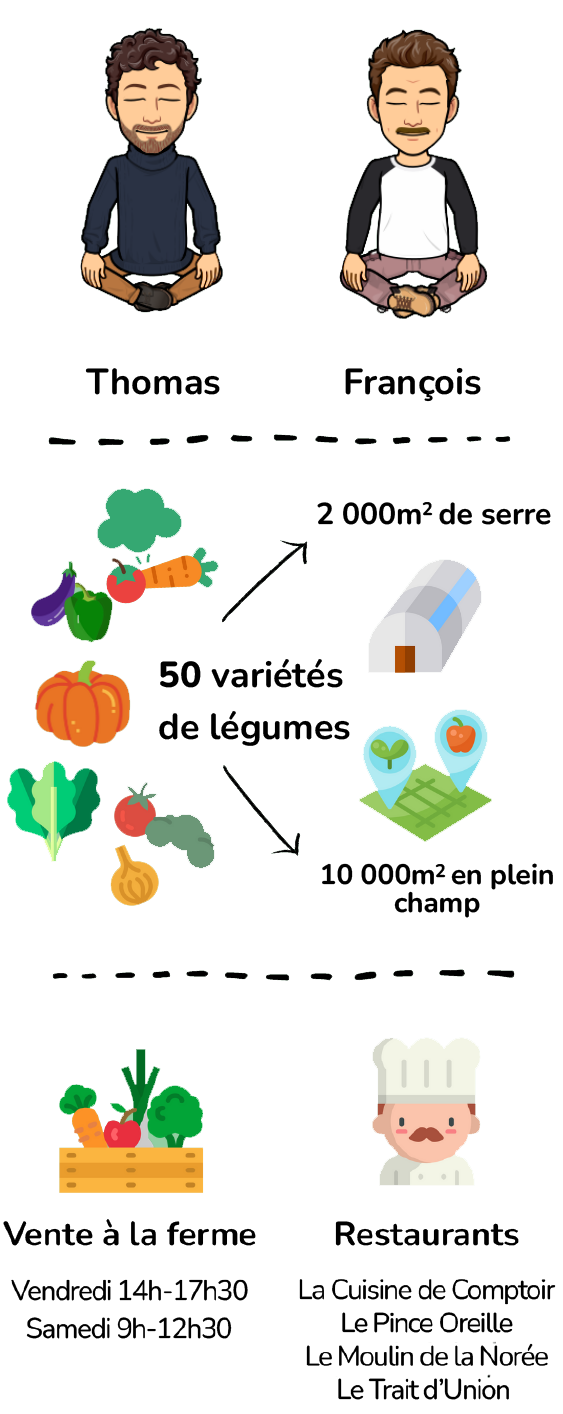 Thomas
François
2 000m² de serre
50 variétés
de légumes
10 000m² en plein
champ
Vente à la ferme
Vendredi 14h-17h30
Samedi 9h-12h30
Restaurants
La Cuisine de Comptoir
Le Pince Oreille
Le Moulin de la Norée
Le Trait d'Union